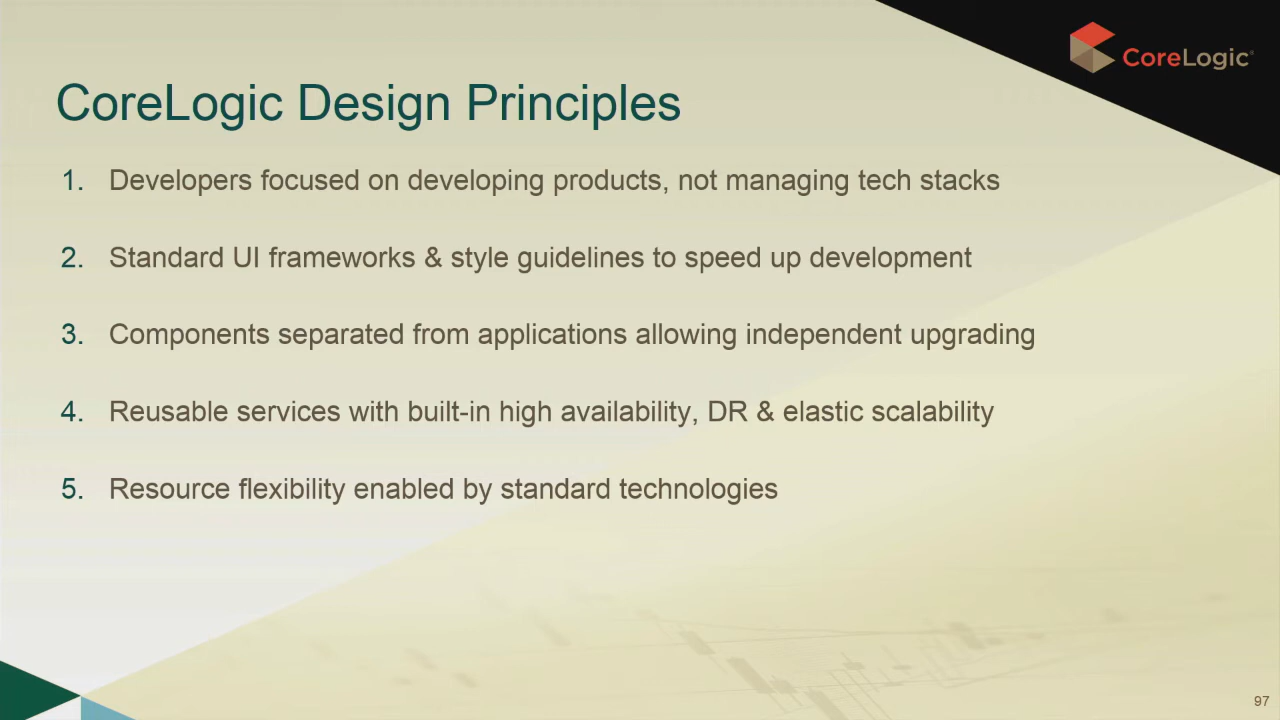 CoreLogic
CoreLogic Design Principles
1. Developers focused on developing products, not managing tech stacks
2. Standard UI frameworks & style guidelines to speed up development
3. Components separated from applications allowing independent upgrading
4. Reusable services with built-in high availability, DR & elastic scalability
5. Resource flexibility enabled by standard technologies
97